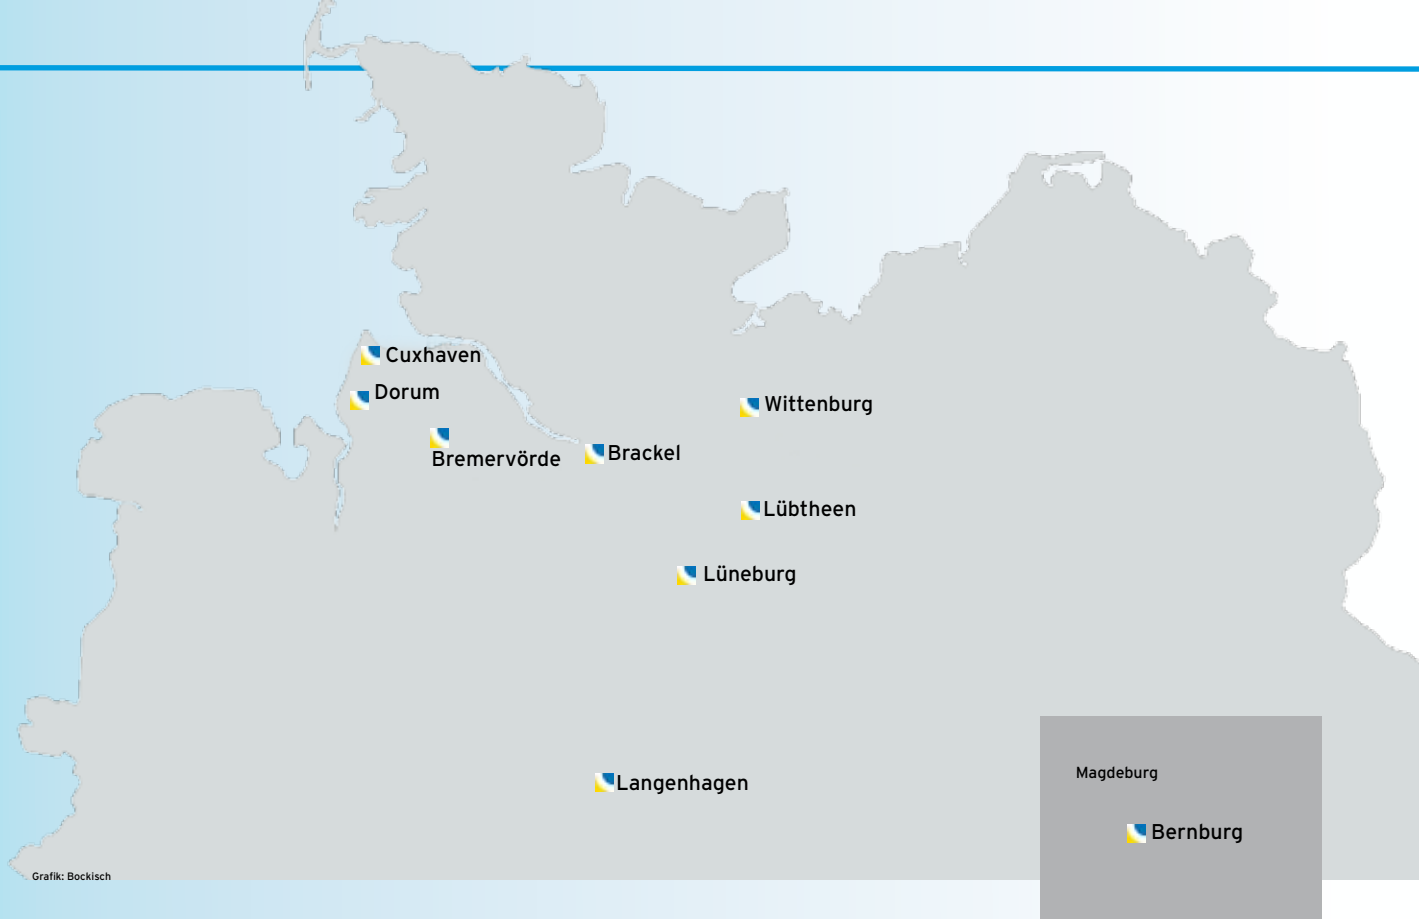 Cuxhaven
Dorum
Wittenburg
Bremervörde
Brackel
Lübtheen
Lüneburg
Magdeburg
Langenhagen
Bernburg
Grafik: Bockisch